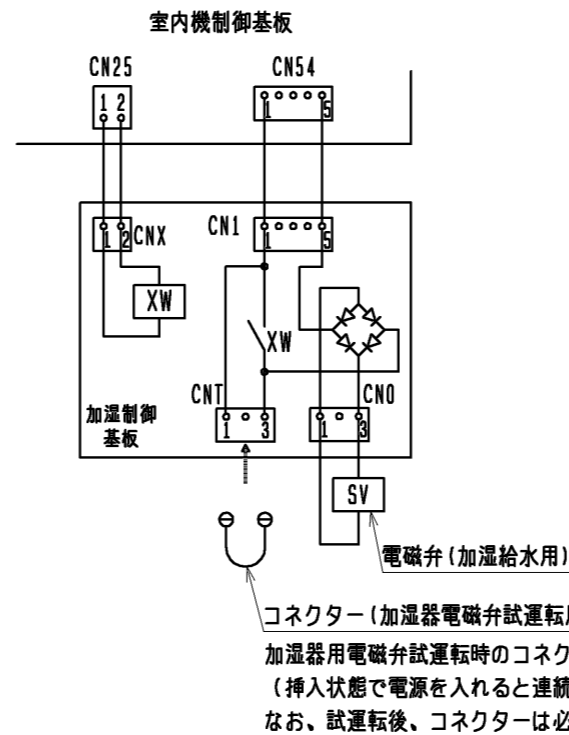 室内機制御基板
CN25
CN54
1 2
1
5
CN1
1
5
1 2
CNX
XW
XW
加湿制御
基板
CNT
1
3
CNO
1
3
SV
電磁弁(加湿給水用)
コネクター(加湿器電磁弁試運転
加湿器用電磁弁試運転時のコネク
(挿入状態で電源を入れると連続
なお、試運転後、コネクターは必